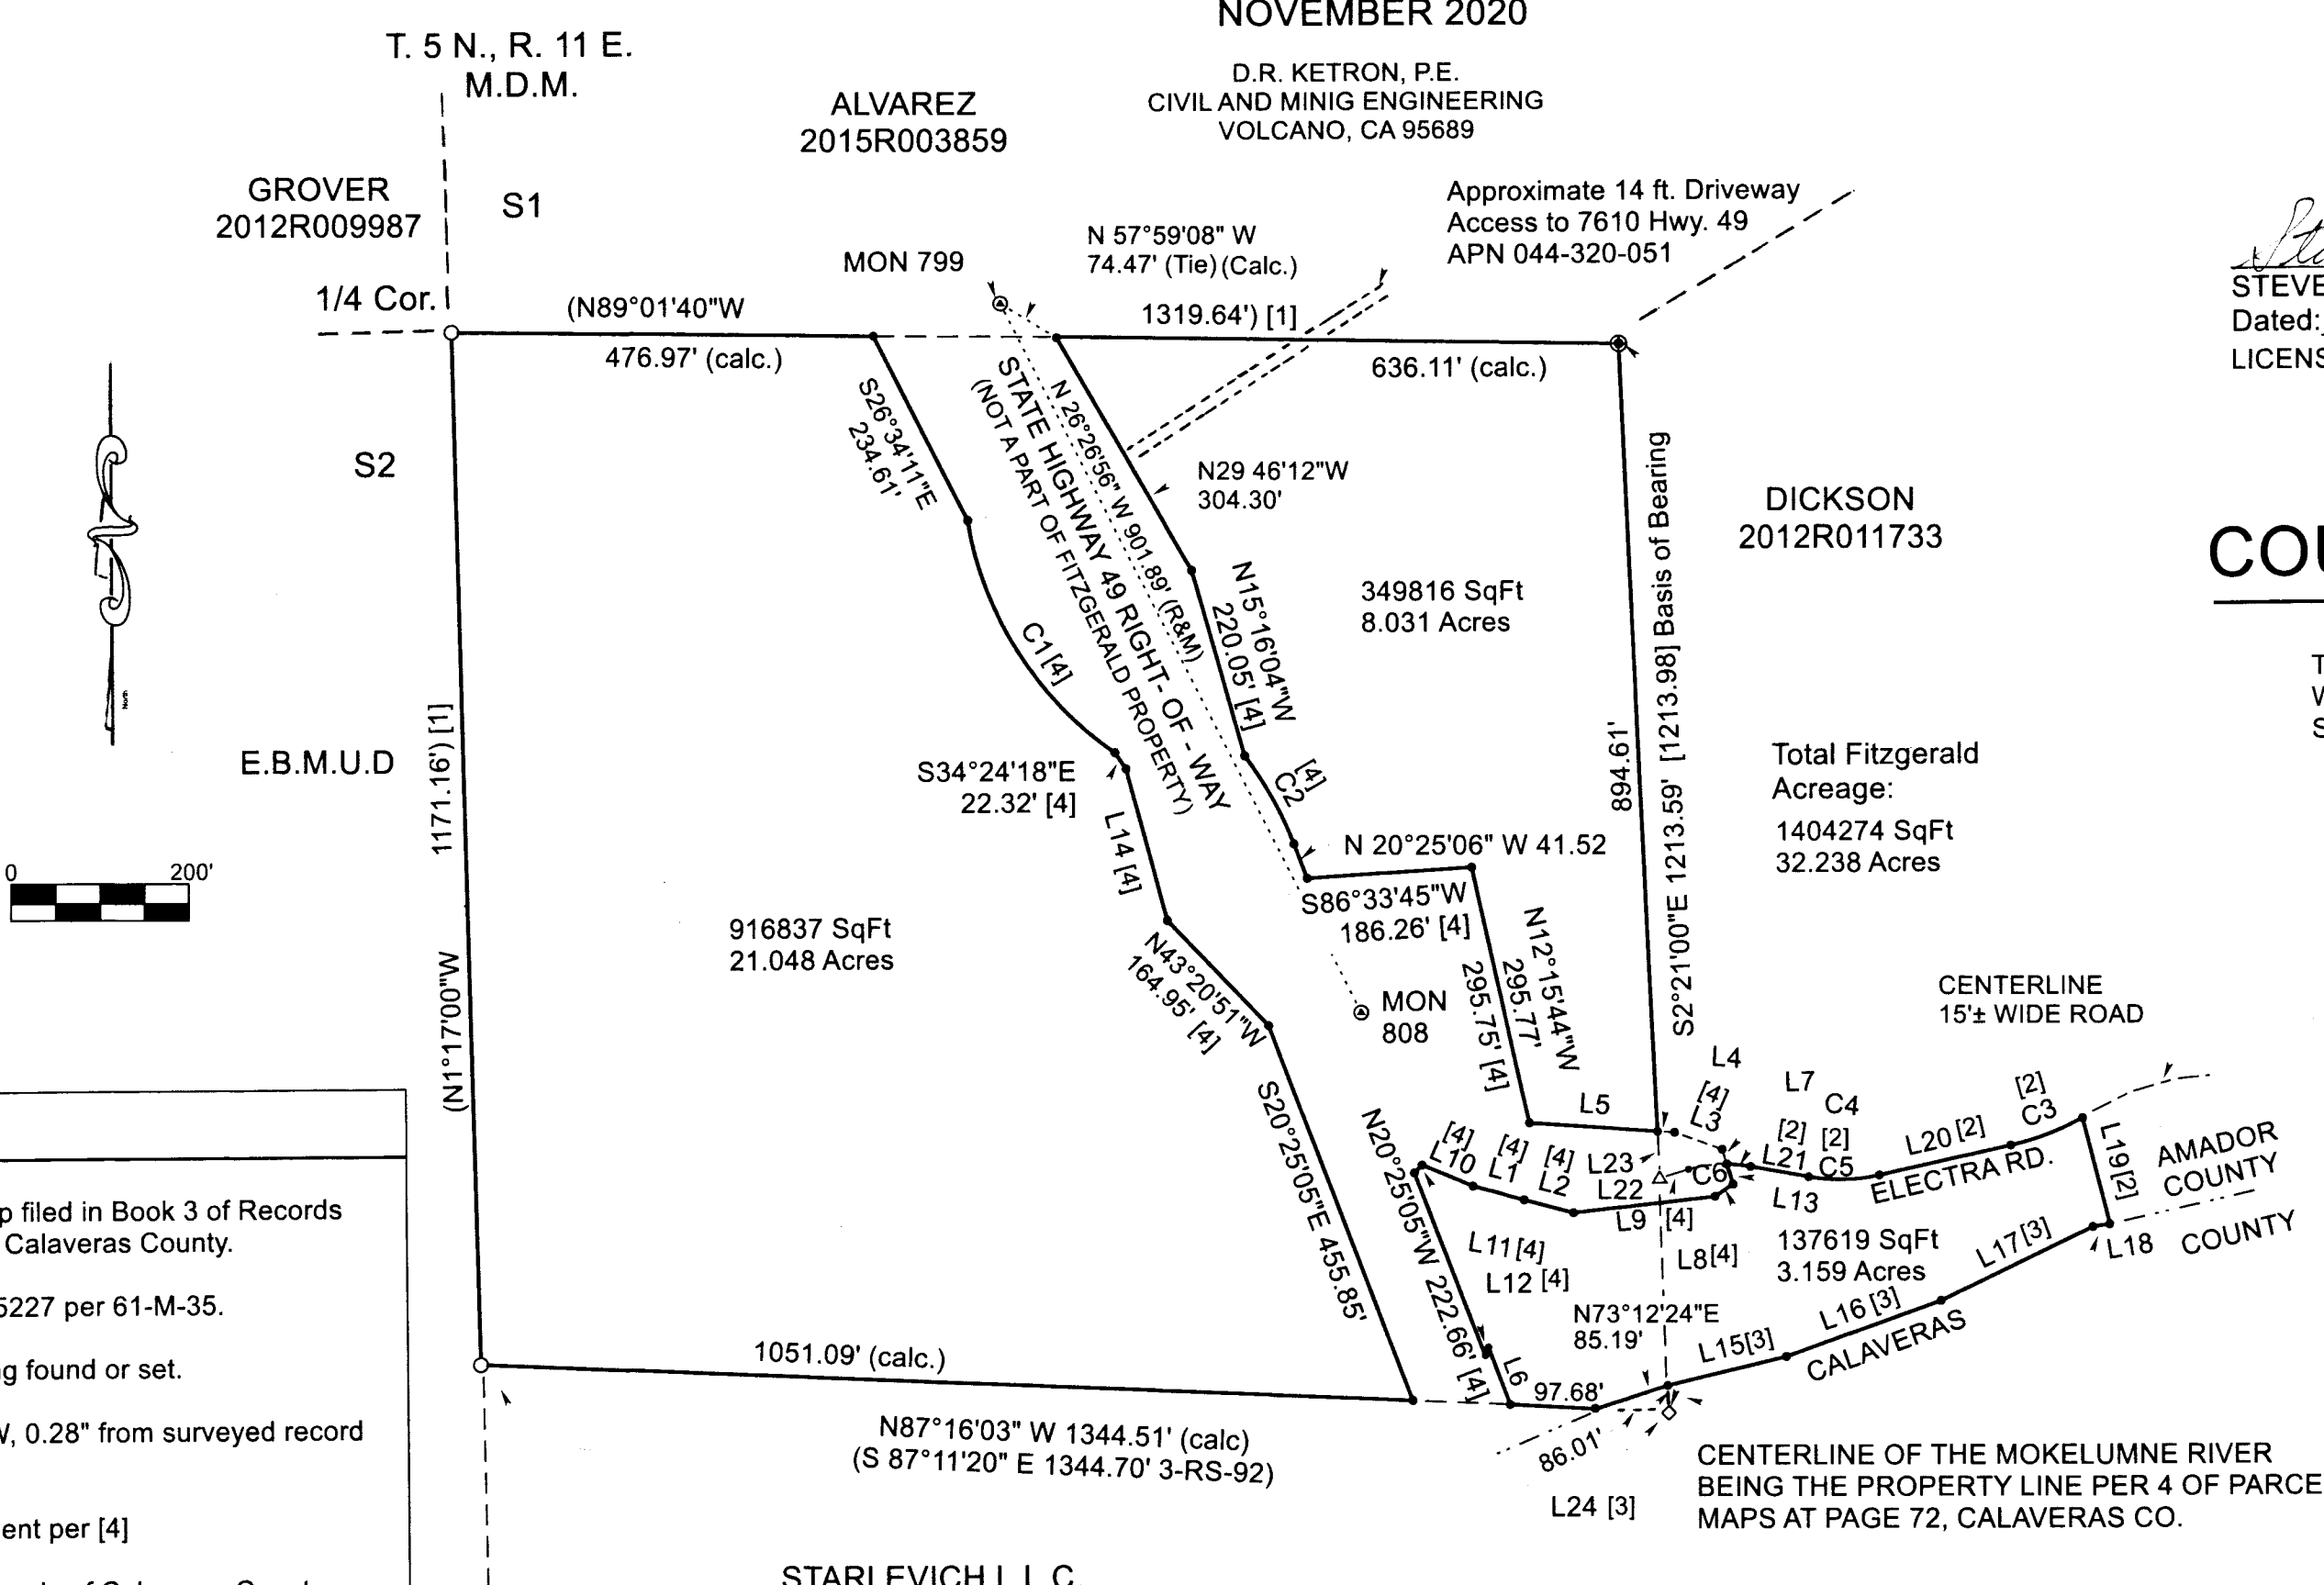 NOVEMBER 2020
T. 5 N., R. 11 E.
M.D.M.
D.R. KETRON, P.E.
CIVIL AND MINIG ENGINEERING
VOLCANO, CA 95689
ALVAREZ
2015R003859
GROVER
2012R009987
S1
Approximate 14 ft. Driveway
Access to 7610 Hwy. 49
APN 044-320-051
N 57°59'08" W
74.47' (Tie)(Calc.)
MON 799
1/4 Cor.
(N89°01'40"W
1319.64') [1]
476.97' (calc.)
636.11' (calc.)
STEVE
Dated:
LICENS
S26°34'11"E
234.61'
STATE HIGHWAY 49 RIGHT- OF - WAY
(NOT A PART OF FITZGERALD PROPERTY)
N 26°26'56" W 901.89' (R&M)
N29 46'12"W
304.30'
S2
DICKSON
2012R011733
COU
349816 SqFt
8.031 Acres
N15°16'04"W
220.05' [4]
C1[4]
North
894.61'
S2°21'00"E 1213.59' [1213.98] Basis of Bearing
T
W
S
E.B.M.U.D
1171.16') [1]
(N1°17'00"W
S34°24'18"E
22.32' [4]
[4]
C2
Total Fitzgerald
Acreage:
1404274 SqFt
32.238 Acres
0
200'
L14 [4]
N 20°25'06" W 41.52
S86°33'45"W
186.26' [4]
916837 SqFt
21.048 Acres
N43°20'51"W
164.95' [4]
N12°15'44"W
295.77'
295.75' [4]
MON
808
CENTERLINE
15'± WIDE ROAD
S20°25'05"E 455.85'
N20°25'05"W 222.66' [4]
L5
L4
[4]
L3
L7
C4
[2]
[2]
L21
C5
L20 [2]
[2]
C3
ELECTRA RD.
L19[2]
AMADOR
COUNTY
[4]
L10
[4]
L1
[4]
L2
L23
L22
C6
L13
L9 [4]
L8[4]
L11[4]
L12 [4]
137619 SqFt
3.159 Acres
L17[3]
L18
COUNTY
N73°12'24"E
85.19'
L15[3]
L16 [3]
CALAVERAS
L6
97.68'
86.01'
L24 [3]
1051.09' (calc.)
N87°16'03" W 1344.51' (calc)
(S 87°11'20" E 1344.70' 3-RS-92)
CENTERLINE OF THE MOKELUMNE RIVER
BEING THE PROPERTY LINE PER 4 OF PARCE
MAPS AT PAGE 72, CALAVERAS CO.
p filed in Book 3 of Records
Calaveras County.
5227 per 61-M-35.
g found or set.
V, 0.28" from surveyed record
ent per [4]
STARLEVICH L.L.C.